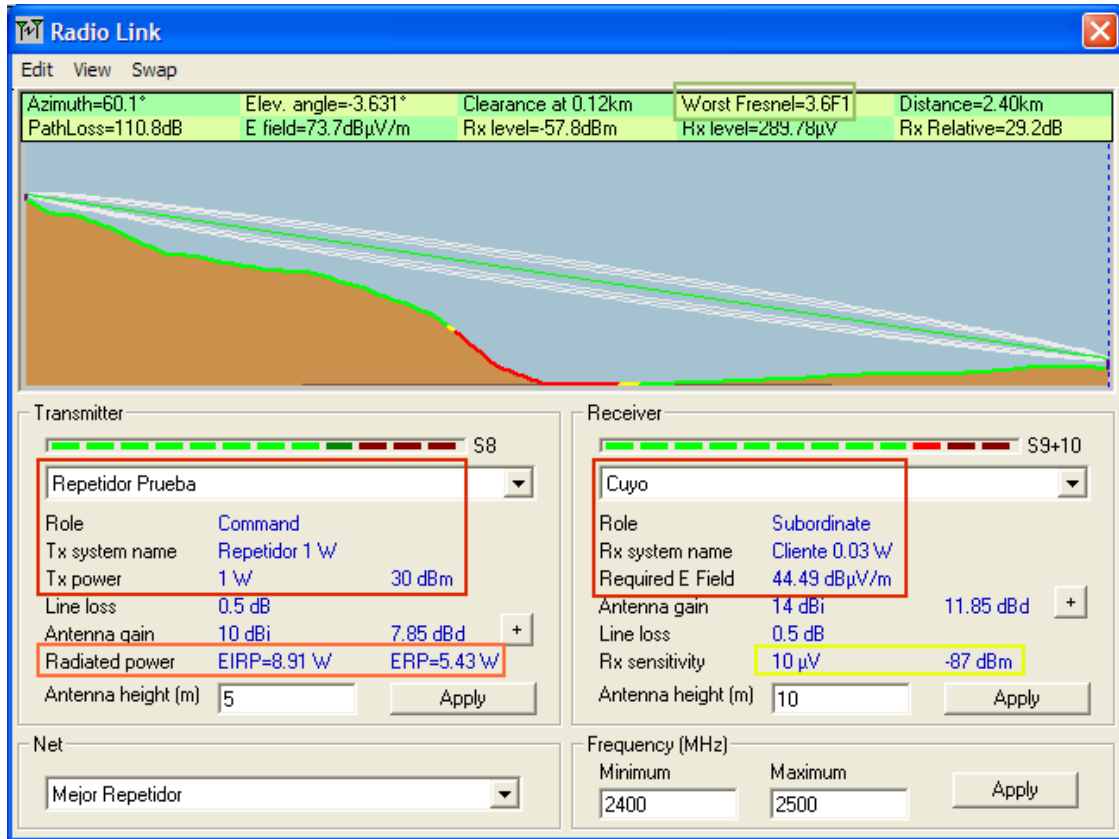 Radio Link
Edit View Swap
Azimuth=60.1° Elev. angle=-3.631° Clearance at 0.12km Worst Fresnel=3.6F1 Distance=2.40km
PathLoss=110.8dB E field=73.7dBµV/m Rx level=-57.8dBm Rx level=289.78µV Rx Relative=29.2dB
Transmitter
S8
Repetidor Prueba
Role Command
Tx system name Repetidor 1 W
Tx power 1 W 30 dBm
Line loss 0.5 dB
Antenna gain 10 dBi 7.85 dBd +
Radiated power EIRP=8.91 W ERP=5.43 W
Antenna height (m) 5 Apply
Net
Mejor Repetidor
Receiver
S9+10
Cuyo
Role Subordinate
Rx system name Cliente 0.03 W
Required E Field 44.49 dBµV/m
Antenna gain 14 dBi 11.85 dBd +
Line loss 0.5 dB
Rx sensitivity 10 µV -87 dBm
Antenna height (m) 10 Apply
Frequency (MHz)
Minimum Maximum
2400 2500 Apply